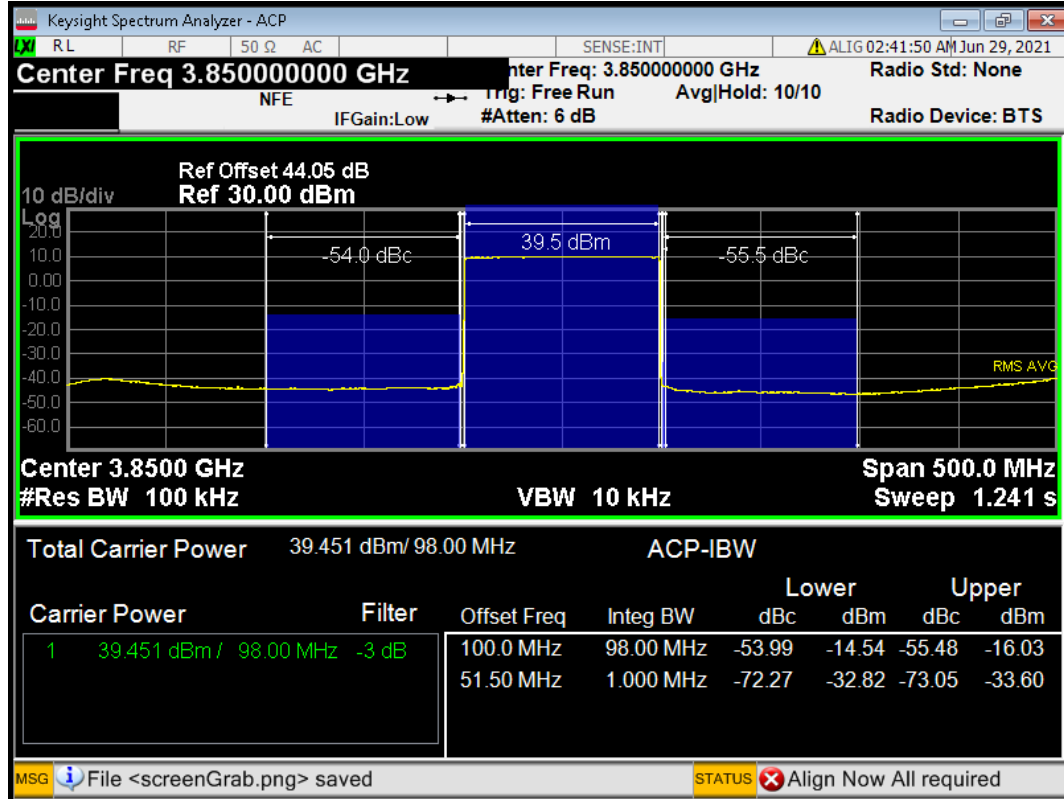 Keysight Spectrum Analyzer - ACP
LXI RL RF 50 Ω AC SENSE:INT ALIG 02:41:50 AM Jun 29, 2021
Center Freq 3.850000000 GHz nter Freq: 3.850000000 GHz Radio Std: None
NFE Trig: Free Run Avg|Hold: 10/10
IFGain:Low #Atten: 6 dB Radio Device: BTS
Ref Offset 44.05 dB
10 dB/div Ref 30.00 dBm
Log
20.0
39.5 dBm
10.0 -54.0 dBc -55.5 dBc
0.00
-10.0
-20.0
-30.0
RMS AVG
-40.0
-50.0
-60.0
Center 3.8500 GHz Span 500.0 MHz
#Res BW 100 kHz VBW 10 kHz Sweep 1.241 s
Total Carrier Power 39.451 dBm/ 98.00 MHz ACP-IBW
Lower Upper
Carrier Power Filter Offset Freq Integ BW dBc dBm dBc dBm
1 39.451 dBm / 98.00 MHz -3 dB 100.0 MHz 98.00 MHz -53.99 -14.54 -55.48 -16.03
51.50 MHz 1.000 MHz -72.27 -32.82 -73.05 -33.60
MSG File <screenGrab.png> saved STATUS Align Now All required